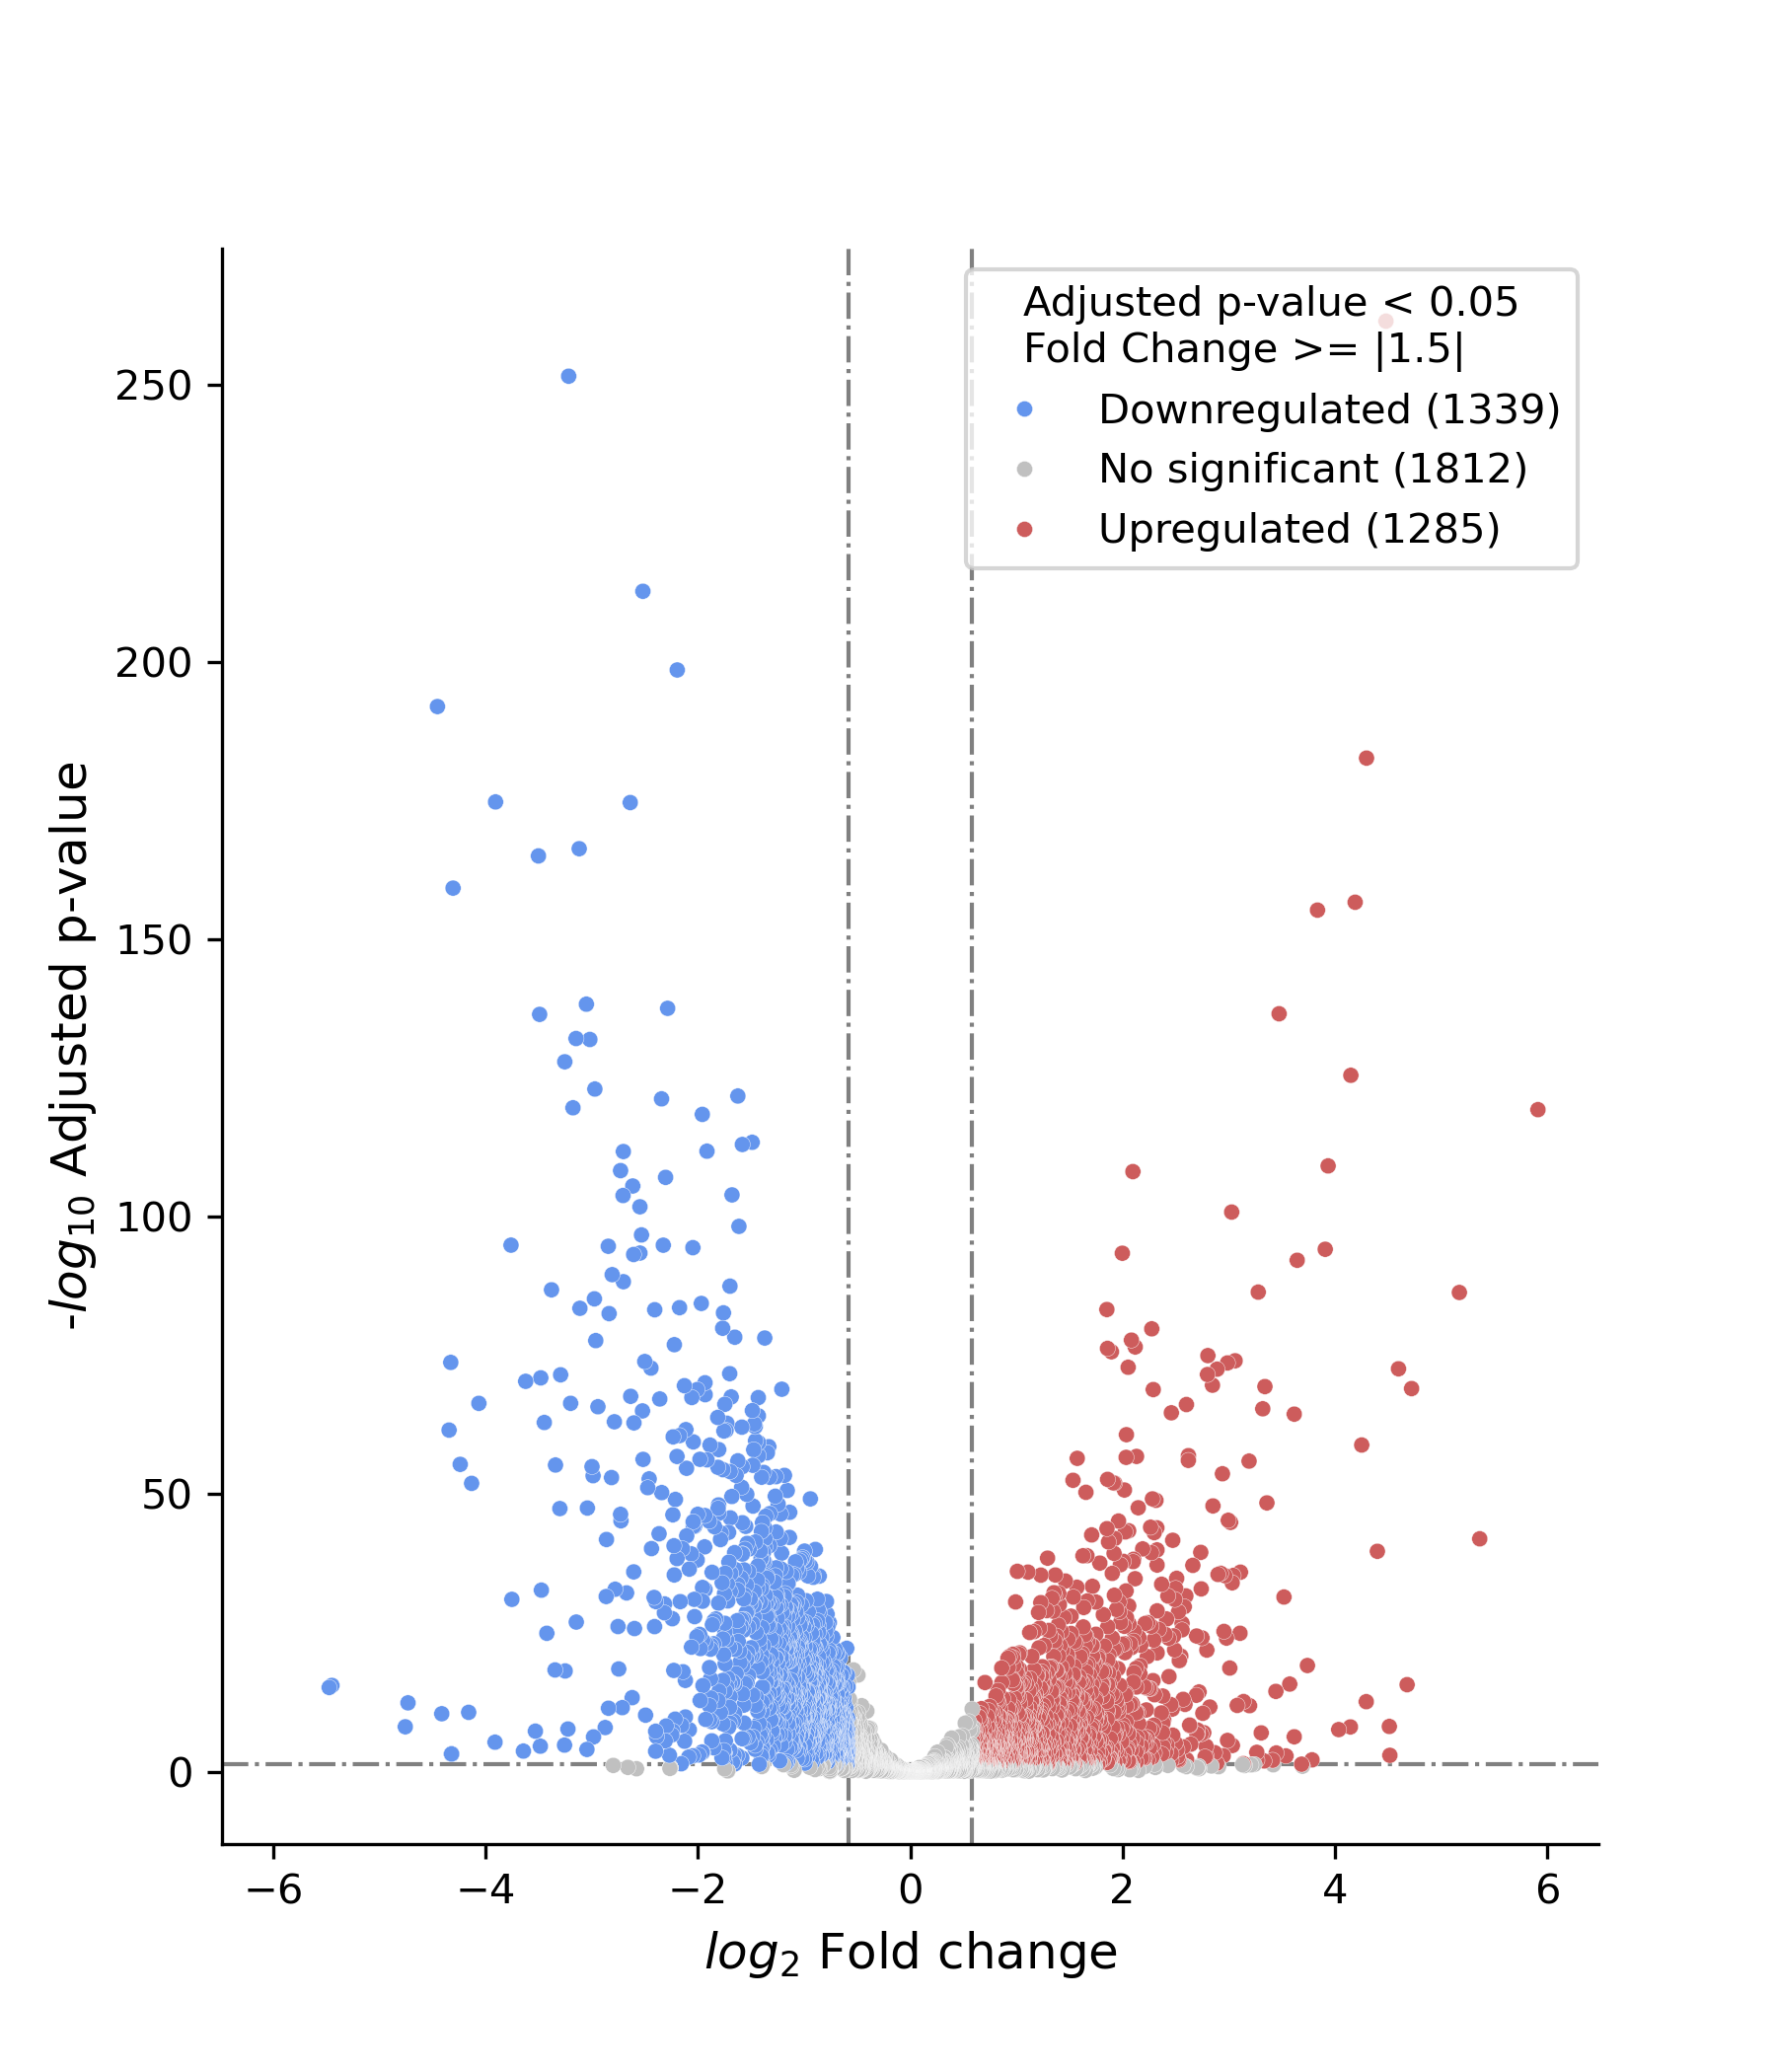 Adjusted p-value < 0.05
Fold Change >= |1.5|
Downregulated (1339)
No significant (1812)
Upregulated (1285)
250
200
150
100
50
0
-log10 Adjusted p-value
−6 −4 −2 0 2 4 6
log2 Fold change